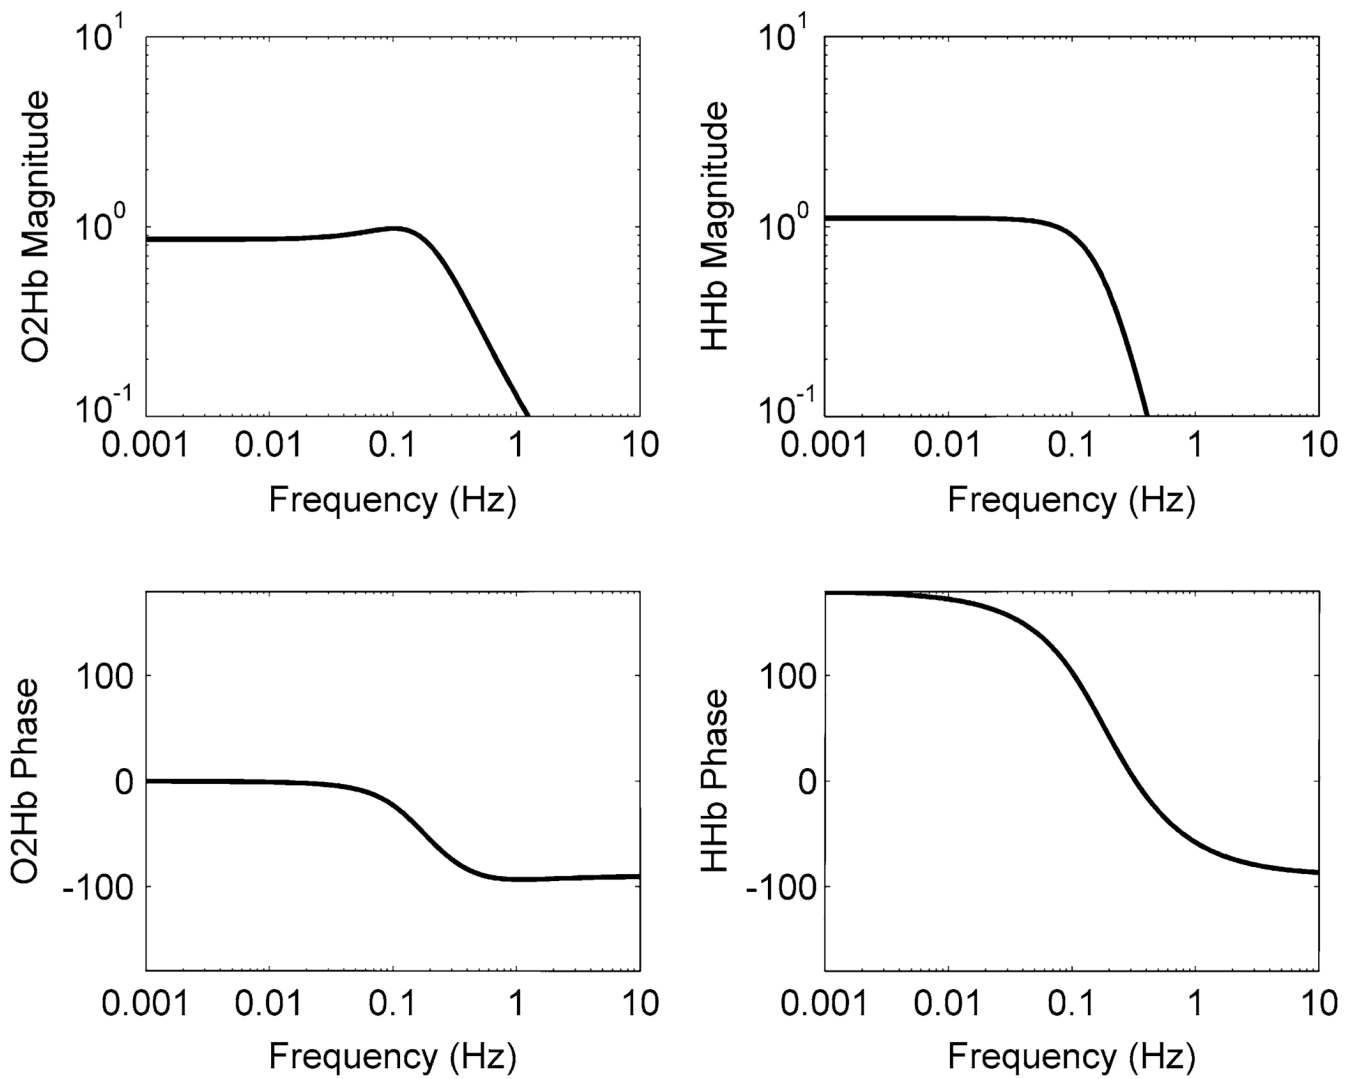 10^1
10^0
10^-1
0.001 0.01 0.1 1 10
Frequency (Hz)
O2Hb Magnitude
10^1
10^0
10^-1
0.001 0.01 0.1 1 10
Frequency (Hz)
HHb Magnitude
100
0
-100
0.001 0.01 0.1 1 10
Frequency (Hz)
O2Hb Phase
100
0
-100
0.001 0.01 0.1 1 10
Frequency (Hz)
HHb Phase